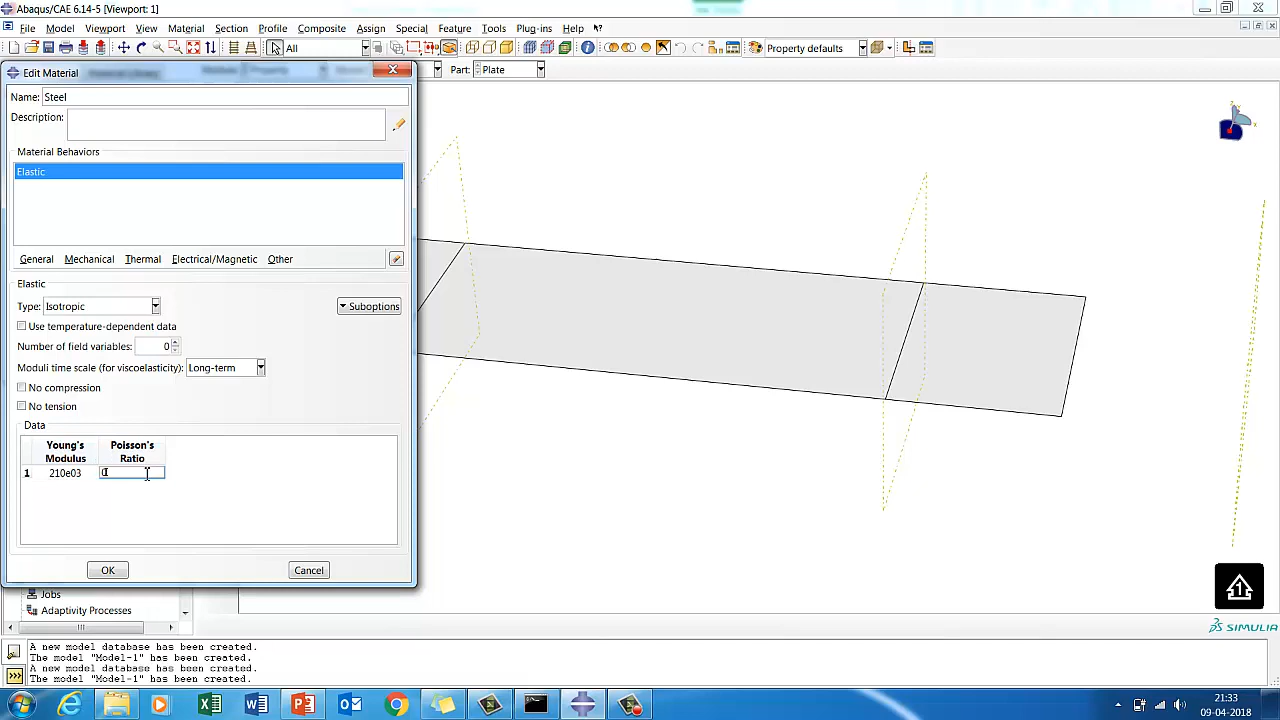 Abaqus/CAE 6.14-5 [Viewport: 1]
File Model Viewport View Material Section Profile Composite Assign Special Feature Tools Plug-ins Help
All
Property defaults
Edit Material
Part: Plate
Name: Steel
Description:
Material Behaviors
Elastic
General Mechanical Thermal Electrical/Magnetic Other
Elastic
Type: Isotropic
Suboptions
Use temperature-dependent data
Number of field variables: 0
Moduli time scale (for viscoelasticity): Long-term
No compression
No tension
Data
Young's Modulus
Poisson's Ratio
1 210e03 0
OK Cancel
Jobs
Adaptivity Processes
1
SIMULIA
A new model database has been created.
The model "Model-1" has been created.
A new model database has been created.
The model "Model-1" has been created.
21:33
09-04-2018